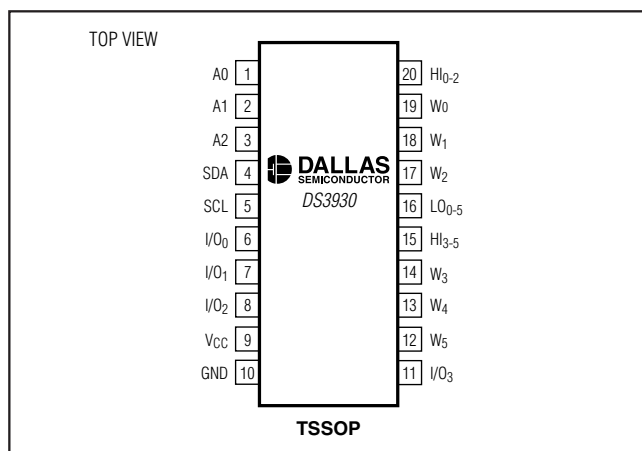 TOP VIEW
A0 1
A1 2
A2 3
SDA 4
SCL 5
I/O₀ 6
I/O₁ 7
I/O₂ 8
VCC 9
GND 10
DALLAS
SEMICONDUCTOR
DS3930
20 HI₀₋₂
19 W₀
18 W₁
17 W₂
16 LO₀₋₅
15 HI₃₋₅
14 W₃
13 W₄
12 W₅
11 I/O₃
TSSOP